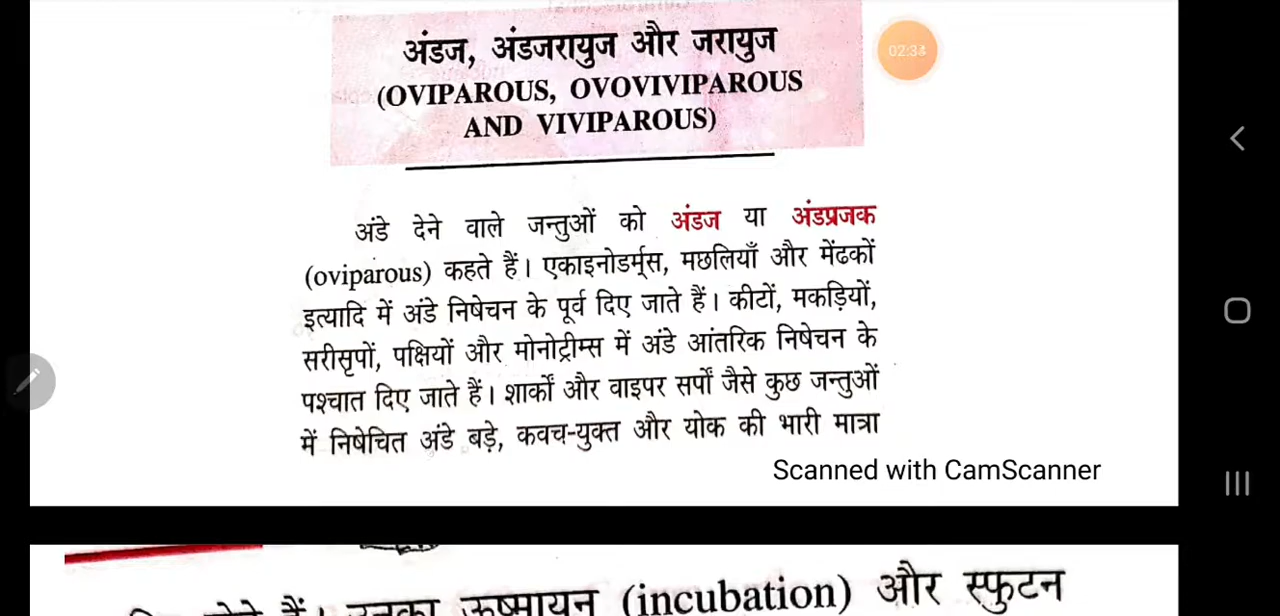 अंडज, अंडजरायुज और जरायुज
(OVIPAROUS, OVOVIVIPAROUS
AND VIVIPAROUS)
02:34
अंडे देने वाले जन्तुओं को अंडज या अंडप्रजक
(oviparous) कहते हैं। एकाइनोडर्म्स, मछलियाँ और मेंढकों
इत्यादि में अंडे निषेचन के पूर्व दिए जाते हैं। कीटों, मकड़ियों,
सरीसृपों, पक्षियों और मोनोट्रीम्स में अंडे आंतरिक निषेचन के
पश्चात दिए जाते हैं। शार्कों और वाइपर सर्पों जैसे कुछ जन्तुओं
में निषेचित अंडे बड़े, कवच-युक्त और योक की भारी मात्रा
Scanned with CamScanner
हैं। उनका ऊष्मायन (incubation) और स्फुटन